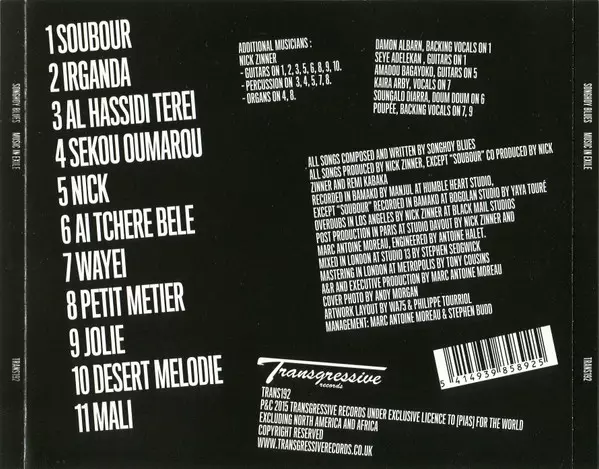 SONGHOY BLUES MUSIC IN EXILE TRANS192
1 SOUBOUR
2 IRGANDA
3 AL HASSIDI TEREI
4 SEKOU OUMAROU
5 NICK
6 AI TCHERE BELE
7 WAYEI
8 PETIT METIER
9 JOLIE
10 DESERT MELODIE
11 MALI
ADDITIONAL MUSICIANS :
NICK ZINNER
- GUITARS ON 1, 2, 3, 5, 6, 8, 9, 10.
- PERCUSSION ON 3, 4, 5, 7, 8.
- ORGANS ON 4, 8.
DAMON ALBARN, BACKING VOCALS ON 1
SEYE ADELEKAN , GUITARS ON 1
AMADOU BAGAYOKO, GUITARS ON 5
KAIRA ARBY, VOCALS ON 7
SOUNGALO DIARRA, DOUM DOUM ON 6
POUPÉE, BACKING VOCALS ON 7, 9
ALL SONGS COMPOSED AND WRITTEN BY SONGHOY BLUES
ALL SONGS PRODUCED BY NICK ZINNER, EXCEPT "SOUBOUR" CO PRODUCED BY NICK
ZINNER AND REMI KABAKA
RECORDED IN BAMAKO BY MANJUL AT HUMBLE HEART STUDIO,
EXCEPT "SOUBOUR" RECORDED IN BAMAKO AT BOGOLAN STUDIO BY YAYA TOURÉ
OVERDUBS IN LOS ANGELES BY NICK ZINNER AT BLACK MAIL STUDIOS
POST PRODUCTION IN PARIS AT STUDIO DAVOUT BY NICK ZINNER AND
MARC ANTOINE MOREAU, ENGINEERED BY ANTOINE HALET.
MIXED IN LONDON AT STUDIO 13 BY STEPHEN SEDGWICK
MASTERING IN LONDON AT METROPOLIS BY TONY COUSINS
A&R AND EXECUTIVE PRODUCTION BY MARC ANTOINE MOREAU
COVER PHOTO BY ANDY MORGAN
ARTWORK LAYOUT BY WA75 & PHILIPPE TOURRIOL
MANAGEMENT: MARC ANTOINE MOREAU & STEPHEN BUDD
Transgressive
records
TRANS192
P&C 2015 TRANSGRESSIVE RECORDS UNDER EXCLUSIVE LICENCE TO [PIAS] FOR THE WORLD
EXCLUDING NORTH AMERICA AND AFRICA
COPYRIGHT RESERVED
WWW.TRANSGRESSIVERECORDS.CO.UK
5 414939 858925
SONGHOY BLUES MUSIC IN EXILE TRANS192